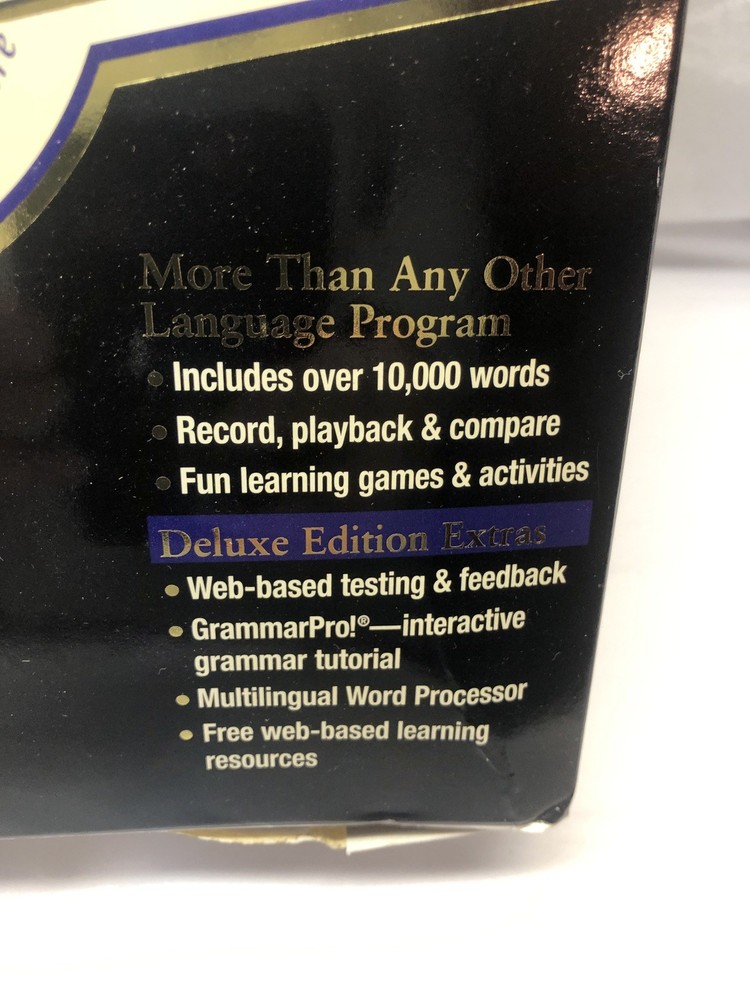 More Than Any Other
Language Program
• Includes over 10,000 words
• Record, playback & compare
• Fun learning games & activities
Deluxe Edition Extras
• Web-based testing & feedback
• GrammarPro!®—interactive
grammar tutorial
• Multilingual Word Processor
• Free web-based learning
resources